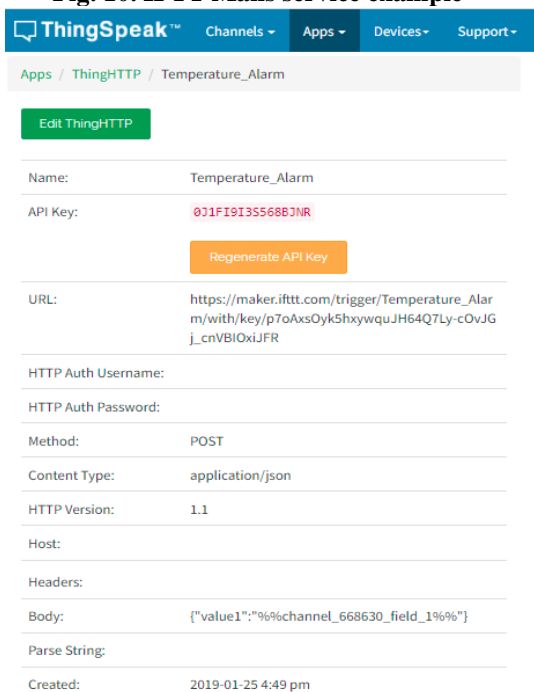 ThingSpeak™ Channels Apps Devices Support
Apps / ThingHTTP / Temperature_Alarm
Edit ThingHTTP
Name: Temperature_Alarm
API Key: 0J1FI9I3S568BJNR
Regenerate API Key
URL: https://maker.ifttt.com/trigger/Temperature_Alar
m/with/key/p7oAxsOyk5hxywquJH64Q7Ly-cOvJG
j_cnVBIOxiJFR
HTTP Auth Username:
HTTP Auth Password:
Method: POST
Content Type: application/json
HTTP Version: 1.1
Host:
Headers:
Body: {"value1":"%%channel_668630_field_1%%"}
Parse String:
Created: 2019-01-25 4:49 pm